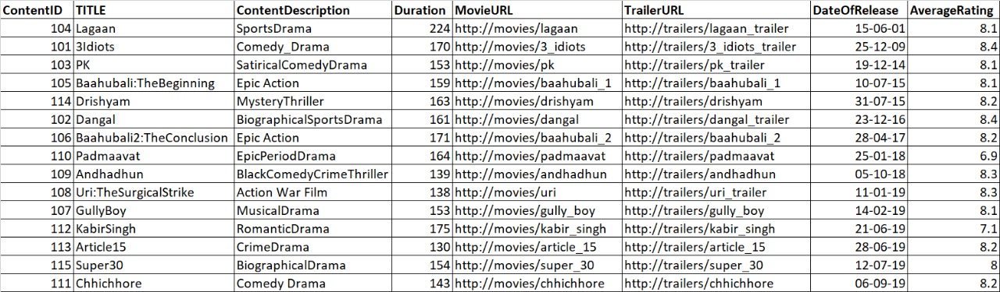 ContentID TITLE ContentDescription Duration MovieURL TrailerURL DateOfRelease AverageRating
104 Lagaan SportsDrama 224 http://movies/lagaan http://trailers/lagaan_trailer 15-06-01 8.1
101 3Idiots Comedy_Drama 170 http://movies/3_idiots http://trailers/3_idiots_trailer 25-12-09 8.4
103 PK SatiricalComedyDrama 153 http://movies/pk http://trailers/pk_trailer 19-12-14 8.1
105 Baahubali:TheBeginning Epic Action 159 http://movies/baahubali_1 http://trailers/baahubali_1 10-07-15 8.1
114 Drishyam MysteryThriller 163 http://movies/drishyam http://trailers/drishyam 31-07-15 8.2
102 Dangal BiographicalSportsDrama 161 http://movies/dangal http://trailers/dangal_trailer 23-12-16 8.4
106 Baahubali2:TheConclusion Epic Action 171 http://movies/baahubali_2 http://trailers/baahubali_2 28-04-17 8.2
110 Padmaavat EpicPeriodDrama 164 http://movies/padmaavat http://trailers/padmaavat 25-01-18 6.9
109 Andhadhun BlackComedyCrimeThriller 139 http://movies/andhadhun http://trailers/andhadhun 05-10-18 8.3
108 Uri:TheSurgicalStrike Action War Film 138 http://movies/uri http://trailers/uri_trailer 11-01-19 8.3
107 GullyBoy MusicalDrama 153 http://movies/gully_boy http://trailers/gully_boy 14-02-19 8.1
112 KabirSingh RomanticDrama 175 http://movies/kabir_singh http://trailers/kabir_singh 21-06-19 7.1
113 Article15 CrimeDrama 130 http://movies/article_15 http://trailers/article_15 28-06-19 8.2
115 Super30 BiographicalDrama 154 http://movies/super_30 http://trailers/super_30 12-07-19 8
111 Chhichhore Comedy Drama 143 http://movies/chhichhore http://trailers/chhichhore 06-09-19 8.2